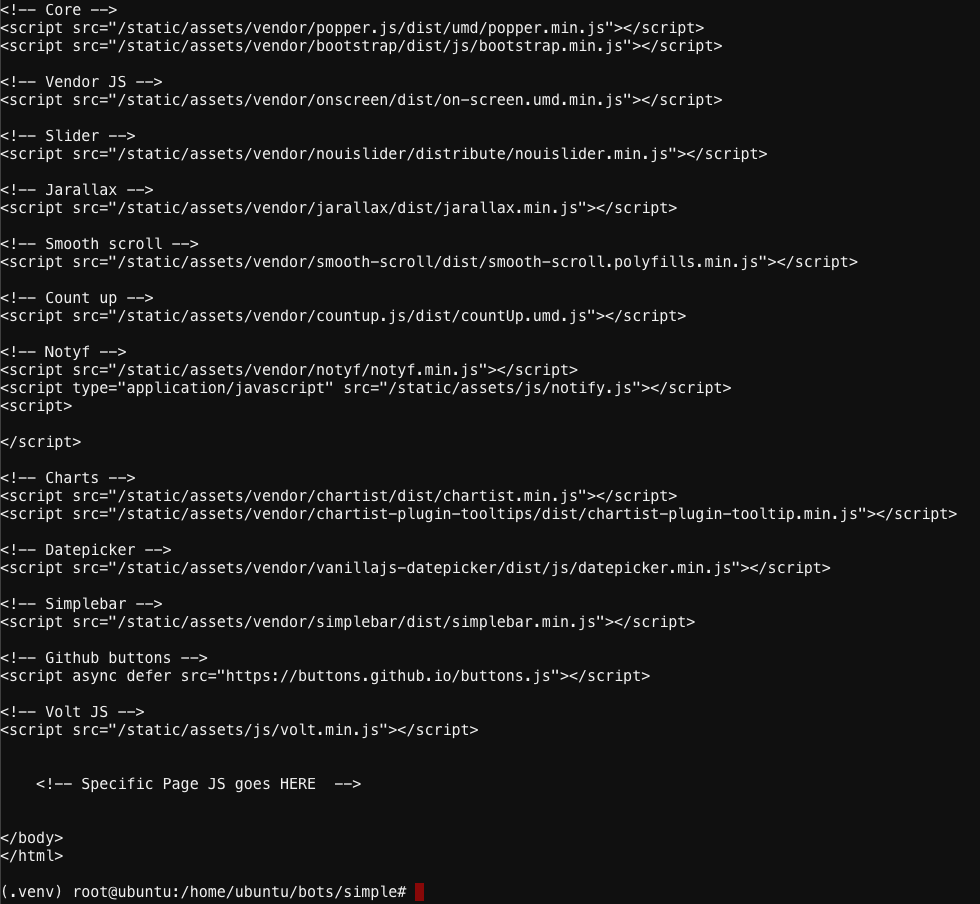 <!-- Core -->
<script src="/static/assets/vendor/popper.js/dist/umd/popper.min.js"></script>
<script src="/static/assets/vendor/bootstrap/dist/js/bootstrap.min.js"></script>
<!-- Vendor JS -->
<script src="/static/assets/vendor/onscreen/dist/on-screen.umd.min.js"></script>
<!-- Slider -->
<script src="/static/assets/vendor/nouislider/distribute/nouislider.min.js"></script>
<!-- Jarallax -->
<script src="/static/assets/vendor/jarallax/dist/jarallax.min.js"></script>
<!-- Smooth scroll -->
<script src="/static/assets/vendor/smooth-scroll/dist/smooth-scroll.polyfills.min.js"></script>
<!-- Count up -->
<script src="/static/assets/vendor/countup.js/dist/countUp.umd.js"></script>
<!-- Notyf -->
<script src="/static/assets/vendor/notyf/notyf.min.js"></script>
<script type="application/javascript" src="/static/assets/js/notify.js"></script>
<script>
</script>
<!-- Charts -->
<script src="/static/assets/vendor/chartist/dist/chartist.min.js"></script>
<script src="/static/assets/vendor/chartist-plugin-tooltips/dist/chartist-plugin-tooltip.min.js"></script>
<!-- Datepicker -->
<script src="/static/assets/vendor/vanillajs-datepicker/dist/js/datepicker.min.js"></script>
<!-- Simplebar -->
<script src="/static/assets/vendor/simplebar/dist/simplebar.min.js"></script>
<!-- Github buttons -->
<script async defer src="https://buttons.github.io/buttons.js"></script>
<!-- Volt JS -->
<script src="/static/assets/js/volt.min.js"></script>
<!-- Specific Page JS goes HERE  -->
</body>
</html>
(.venv) root@ubuntu:/home/ubuntu/bots/simple#